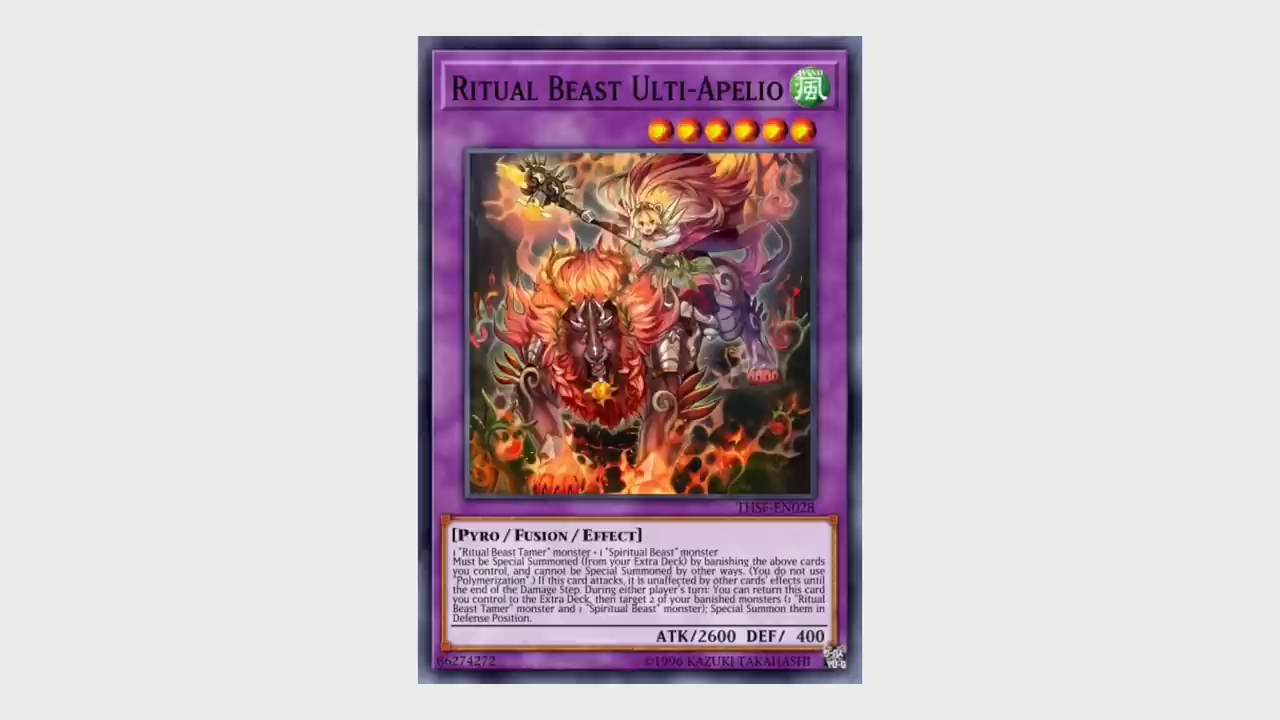 Ritual Beast Ulti-Apelio
WIND
風
THSF-EN028
[Pyro / Fusion / Effect]
1 "Ritual Beast Tamer" monster + 1 "Spiritual Beast" monster
Must be Special Summoned (from your Extra Deck) by banishing the above cards
you control, and cannot be Special Summoned by other ways. (You do not use
"Polymerization".) If this card attacks, it is unaffected by other cards' effects until
the end of the Damage Step. During either player's turn: You can return this card
you control to the Extra Deck, then target 2 of your banished monsters (1 "Ritual
Beast Tamer" monster and 1 "Spiritual Beast" monster); Special Summon them in
Defense Position.
ATK/2600 DEF/ 400
86274272
©1996 KAZUKI TAKAHASHI